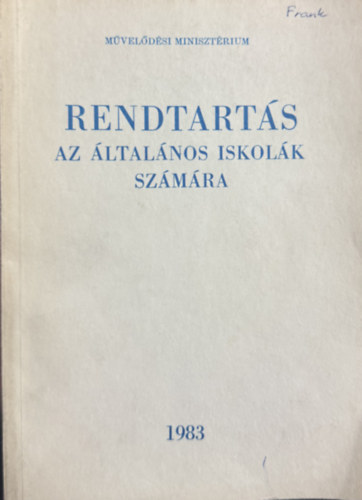 Frank
MŰVELŐDÉSI MINISZTÉRIUM
RENDTARTÁS
AZ ÁLTALÁNOS ISKOLÁK
SZÁMÁRA
1983